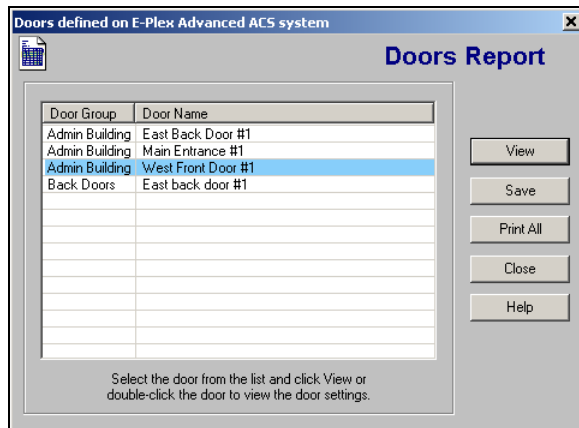 Doors defined on E-Plex Advanced ACS system
Doors Report
Door Group Door Name
Admin Building East Back Door #1
Admin Building Main Entrance #1
Admin Building West Front Door #1
Back Doors East back door #1
View
Save
Print All
Close
Help
Select the door from the list and click View or
double-click the door to view the door settings.